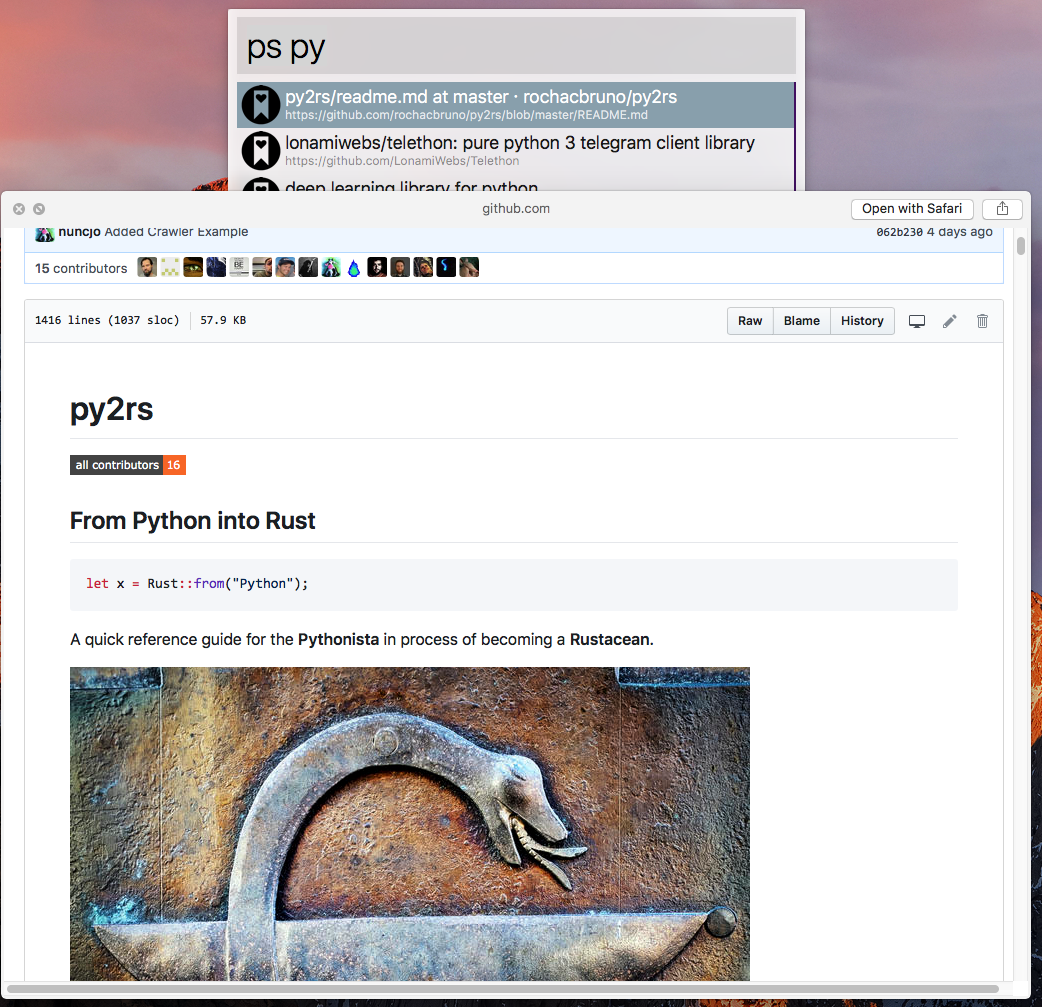 ps py
py2rs/readme.md at master · rochacbruno/py2rs
https://github.com/rochacbruno/py2rs/blob/master/README.md
lonamiwebs/telethon: pure python 3 telegram client library
https://github.com/LonamiWebs/Telethon
deep learning library for python
github.com
Open with Safari
nuncjo Added Crawler Example
062b230 4 days ago
15 contributors
1416 lines (1037 sloc)
57.9 KB
Raw
Blame
History
py2rs
all contributors 16
From Python into Rust
let x = Rust::from("Python");
A quick reference guide for the Pythonista in process of becoming a Rustacean.